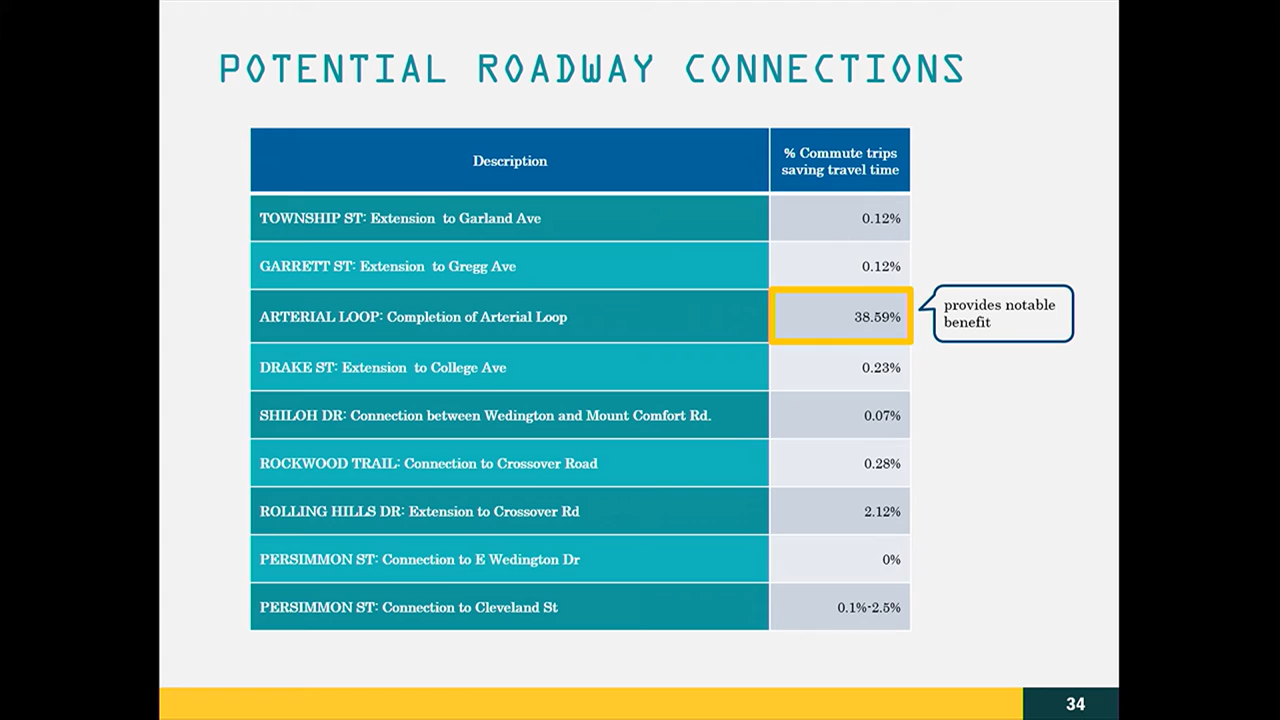 POTENTIAL ROADWAY CONNECTIONS
Description
% Commute trips
saving travel time
TOWNSHIP ST: Extension to Garland Ave
0.12%
GARRETT ST: Extension to Gregg Ave
0.12%
ARTERIAL LOOP: Completion of Arterial Loop
38.59%
provides notable
benefit
DRAKE ST: Extension to College Ave
0.23%
SHILOH DR: Connection between Wedington and Mount Comfort Rd.
0.07%
ROCKWOOD TRAIL: Connection to Crossover Road
0.28%
ROLLING HILLS DR: Extension to Crossover Rd
2.12%
PERSIMMON ST: Connection to E Wedington Dr
0%
PERSIMMON ST: Connection to Cleveland St
0.1%-2.5%
34